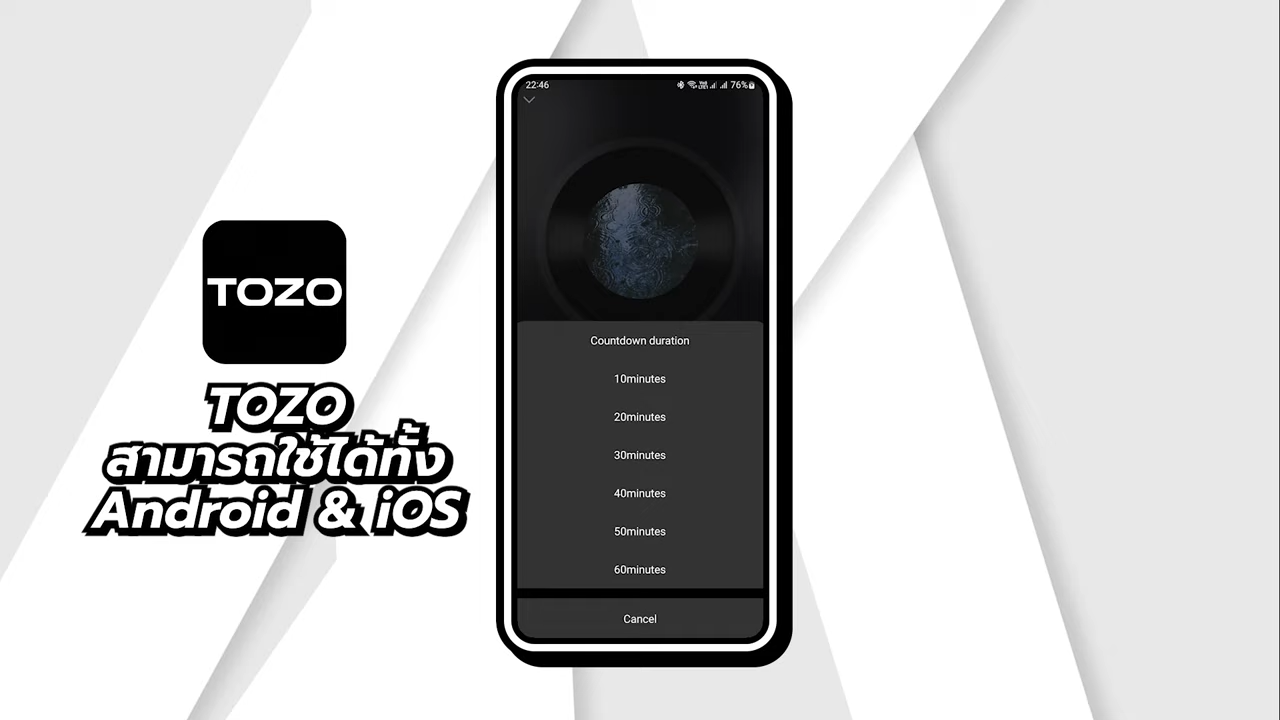 TOZO
TOZO
สามารถใช้ได้ทั้ง
Android & iOS
22:46
76%
Countdown duration
10minutes
20minutes
30minutes
40minutes
50minutes
60minutes
Cancel